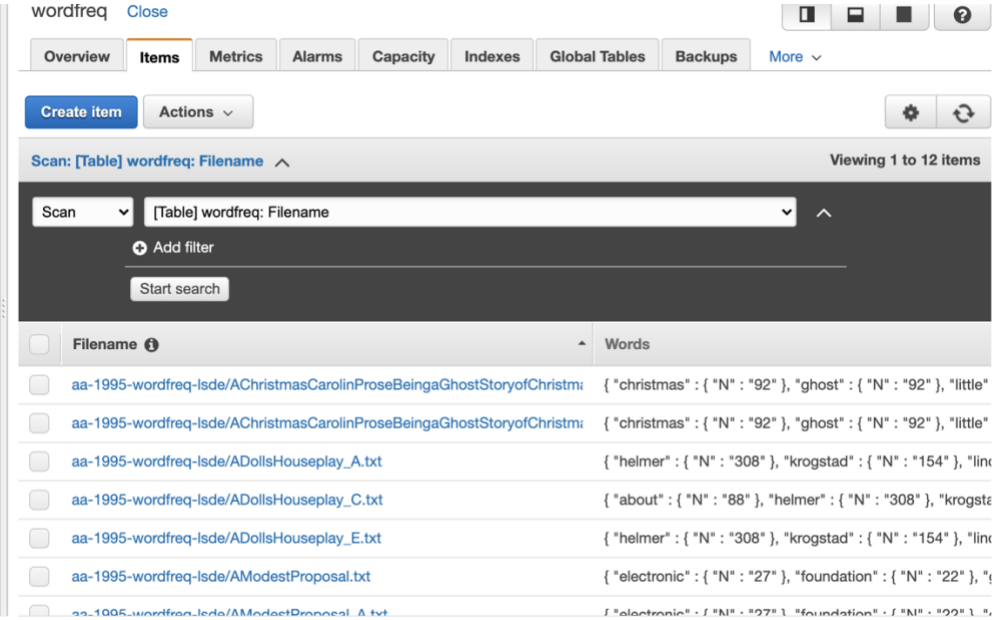 wordfreq Close
Overview Items Metrics Alarms Capacity Indexes Global Tables Backups More
Create item Actions
Scan: [Table] wordfreq: Filename Viewing 1 to 12 items
Scan [Table] wordfreq: Filename
Add filter
Start search
Filename Words
aa-1995-wordfreq-lsde/AChristmasCarolinProseBeingaGhostStoryofChristma { "christmas" : { "N" : "92" }, "ghost" : { "N" : "92" }, "little"
aa-1995-wordfreq-lsde/AChristmasCarolinProseBeingaGhostStoryofChristma { "christmas" : { "N" : "92" }, "ghost" : { "N" : "92" }, "little"
aa-1995-wordfreq-lsde/ADollsHouseplay_A.txt { "helmer" : { "N" : "308" }, "krogstad" : { "N" : "154" }, "lin
aa-1995-wordfreq-lsde/ADollsHouseplay_C.txt { "about" : { "N" : "88" }, "helmer" : { "N" : "308" }, "krogsta
aa-1995-wordfreq-lsde/ADollsHouseplay_E.txt { "helmer" : { "N" : "308" }, "krogstad" : { "N" : "154" }, "lin
aa-1995-wordfreq-lsde/AModestProposal.txt { "electronic" : { "N" : "27" }, "foundation" : { "N" : "22" }, "
aa-1995-wordfreq-lsde/AModestProposal_A.txt { "electronic" : { "N" : "27" }, "foundation" : { "N" : "22" }, "